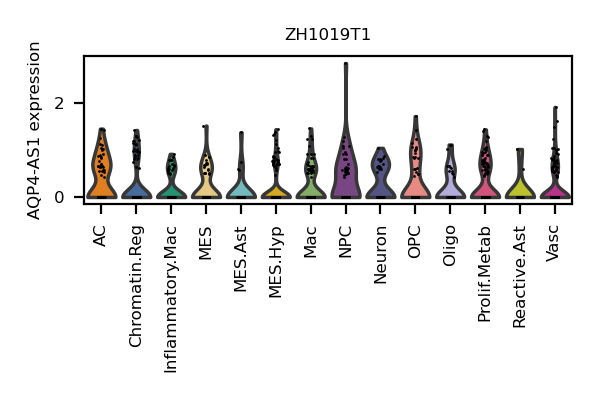 ZH1019T1
AQP4-AS1 expression
2
0
AC
Chromatin.Reg
Inflammatory.Mac
MES
MES.Ast
MES.Hyp
Mac
NPC
Neuron
OPC
Oligo
Prolif.Metab
Reactive.Ast
Vasc